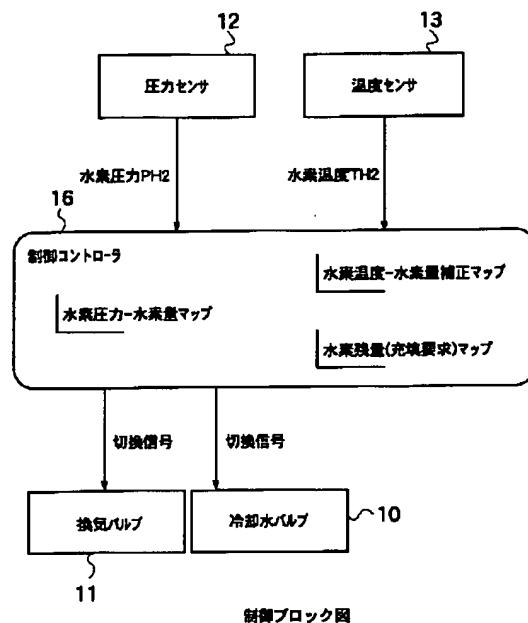 12
13
圧力センサ
温度センサ
水素圧力PH2
水素温度TH2
16
制御コントローラ
水素温度−水素量補正マップ
水素圧力−水素量マップ
水素残量(充填要求)マップ
切換信号
切換信号
換気バルブ
冷却水バルブ
10
11
制御ブロック図